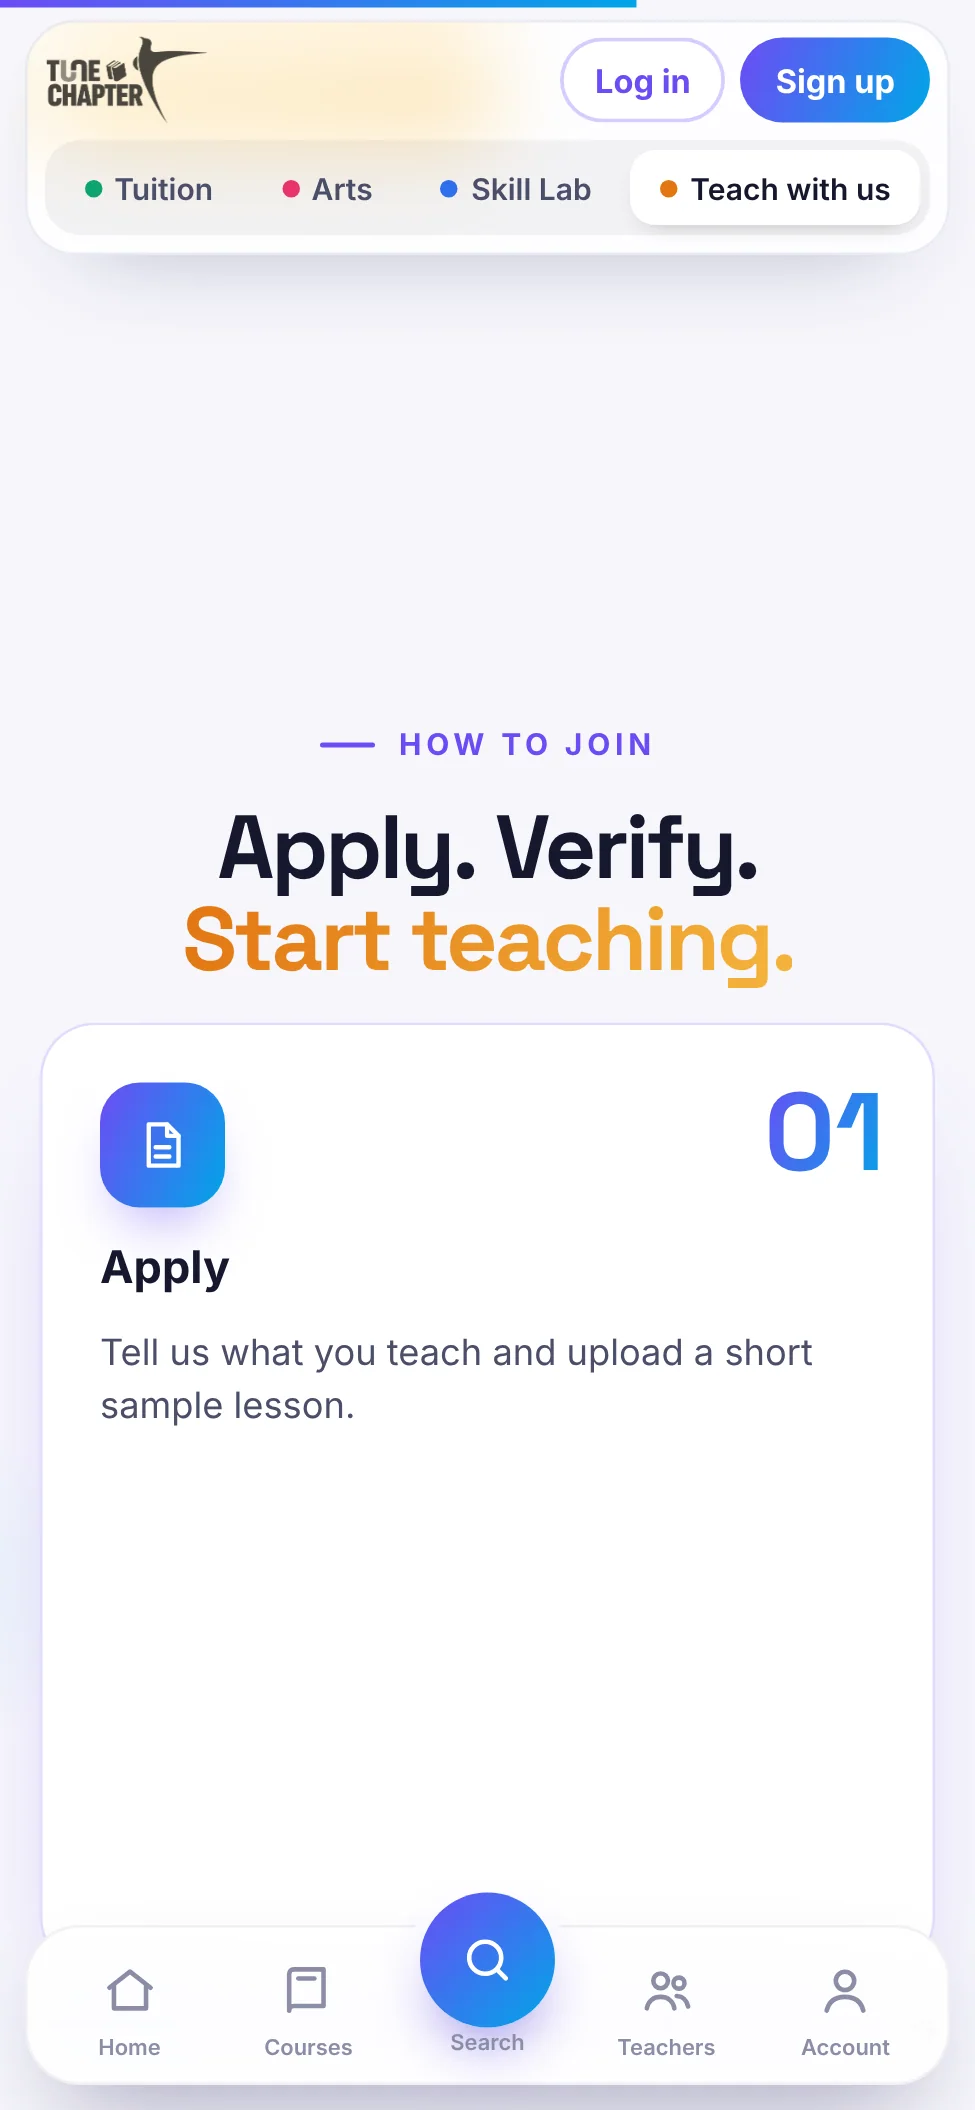 TUNE
CHAPTER
Log in
Sign up
Tuition
Arts
Skill Lab
Teach with us
HOW TO JOIN
Apply. Verify.
Start teaching.
01
Apply
Tell us what you teach and upload a short
sample lesson.
Home
Courses
Search
Teachers
Account